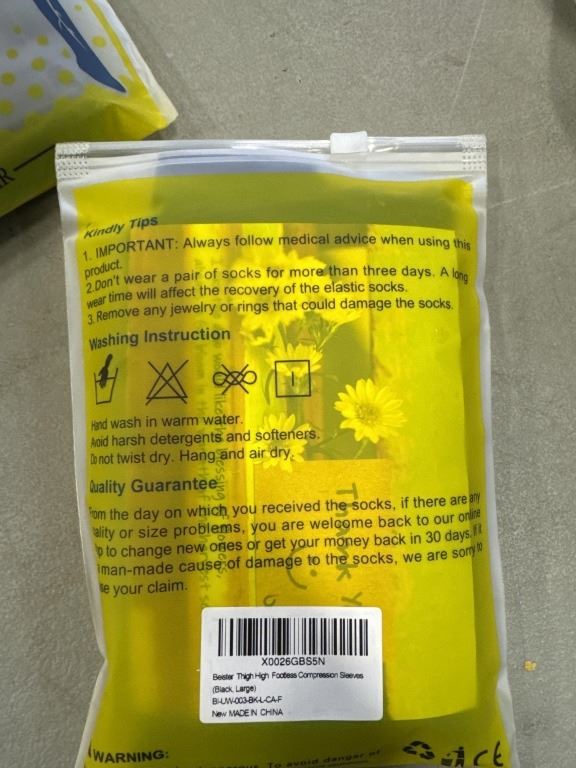 R
Kindly Tips
1. IMPORTANT: Always follow medical advice when using this
product.
2.Don't wear a pair of socks for more than three days. A long
wear time will affect the recovery of the elastic socks.
3. Remove any jewelry or rings that could damage the socks.
Washing Instruction
Hand wash in warm water.
Avoid harsh detergents and softeners.
Do not twist dry. Hang and air dry.
Quality Guarantee
From the day on which you received the socks, if there are any
ality or size problems, you are welcome back to our online
p to change new ones or get your money back in 30 days. If it
man-made cause of damage to the socks, we are sorry to
se your claim.
Thank Y
X0026GBS5N
Beister Thigh High Footless Compression Sleeves
(Black, Large)
BI-UW-003-BK-L-CA-F
New MADE IN CHINA
WARNING:
To avoid danger of